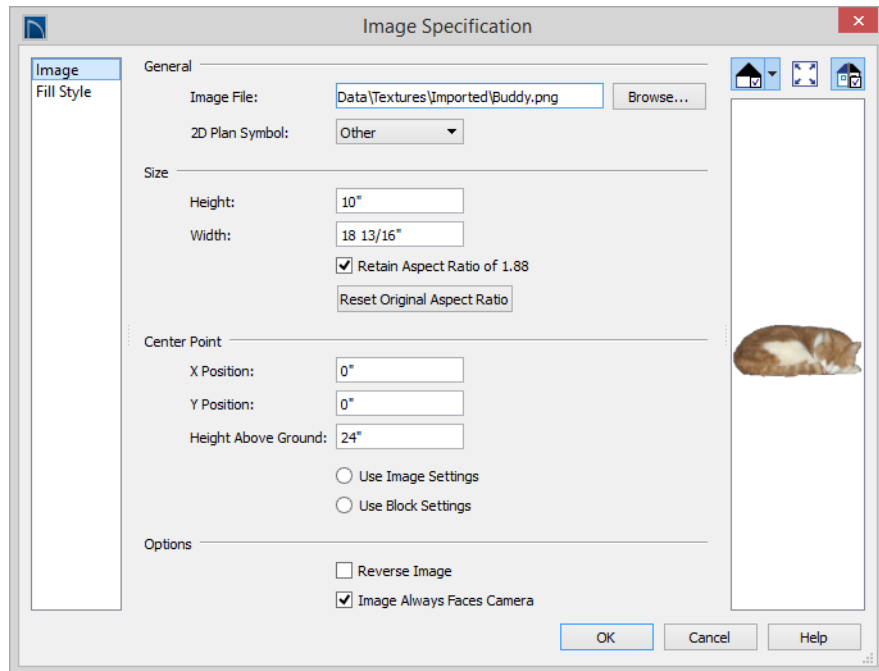 Image Specification
Image
Fill Style
General
Image File: Data\Textures\Imported\Buddy.png Browse...
2D Plan Symbol: Other
Size
Height: 10"
Width: 18 13/16"
Retain Aspect Ratio of 1.88
Reset Original Aspect Ratio
Center Point
X Position: 0"
Y Position: 0"
Height Above Ground: 24"
Use Image Settings
Use Block Settings
Options
Reverse Image
Image Always Faces Camera
OK Cancel Help